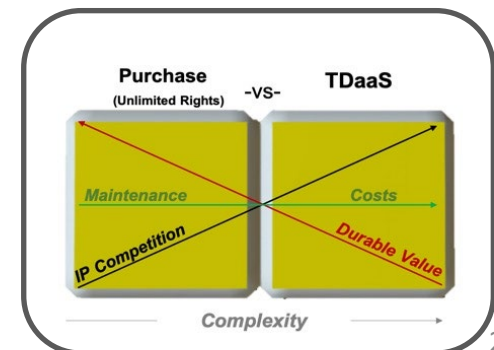 Purchase
(Unlimited Rights)
-VS-
TDaaS
Maintenance
Costs
IP Competition
Durable Value
Complexity